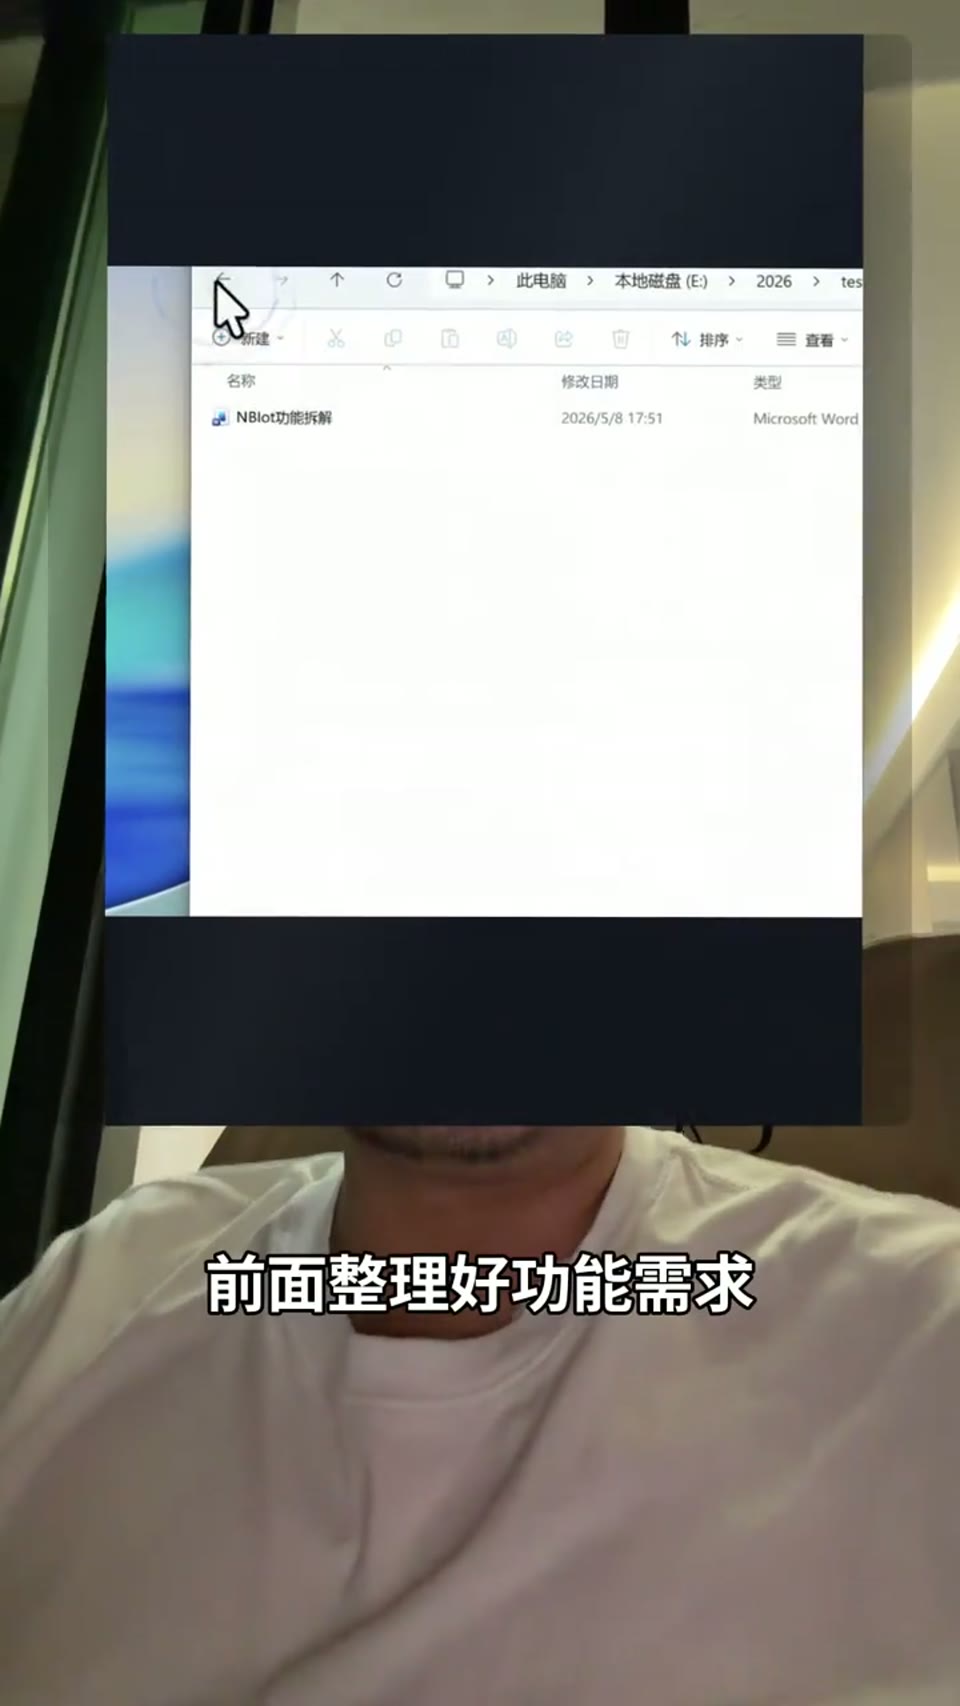 此电脑 > 本地磁盘 (E:) > 2026 > tes
新建 排序 查看
名称 修改日期 类型
NBIot功能拆解 2026/5/8 17:51 Microsoft Word
前面整理好功能需求